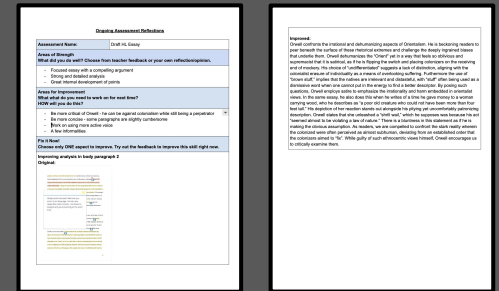 Ongoing Assessment Reflections
Assessment Name: Draft HL Essay
Areas of Strength
What did you do well? Choose from teacher feedback or your own reflection/opinion.
- Focused essay with a compelling argument
- Strong and detailed analysis
- Great internal development of points
Areas for Improvement
What do you need to work on for next time?
HOW will you do this?
- Be more critical of Orwell - he can be against colonialism while still being a perpetrator
- Be more concise - some paragraphs are slightly cumbersome
- Work on using more active voice
- A few informalities
Fix It Now!
Choose only ONE aspect to improve. Try out the feedback to improve this skill right now.
Improving analysis in body paragraph 2
Original:
Improved:
Orwell confronts the irrational and dehumanizing aspects of Orientalism. He is beckoning readers to
peer beneath the surface of these rhetorical extremes and challenge the deeply ingrained biases
that underlie them. Orwell dehumanizes the "Orient" yet in a way that feels so obvious and
supremacist that it is satirical, as if he is flipping the switch and placing colonizers on the receiving
end of mockery. His choice of "undifferentiated" suggests a lack of distinction, aligning with the
colonialist erasure of individuality as a means of overlooking suffering. Furthermore the use of
"brown stuff," implies that the natives are irrelevant and distasteful, with "stuff" often being used as a
dismissive word when one cannot put in the energy to find a better descriptor. By posing such
questions, Orwell seeks to emphasize the irrationality and harm embedded in orientalist
views. In the same essay, he also does this when he writes of a time he gave money to a woman
carrying wood, who he describes as "a poor old creature who could not have been more than four
feet tall." His depiction of her reaction stands out alongside his pitying yet uncomfortably patronizing
description. Orwell states that she unleashed a "shrill wail," which he supposes was because his act
"seemed almost to be violating a law of nature." There is a bluntness in this statement as if he is
making the obvious assumption. As readers, we are compelled to confront the stark reality wherein
the colonized were often perceived as almost subhuman, deviating from an established order that
the colonizers aimed to "fix". While guilty of such ethnocentric views himself, Orwell encourages us
to critically examine them.